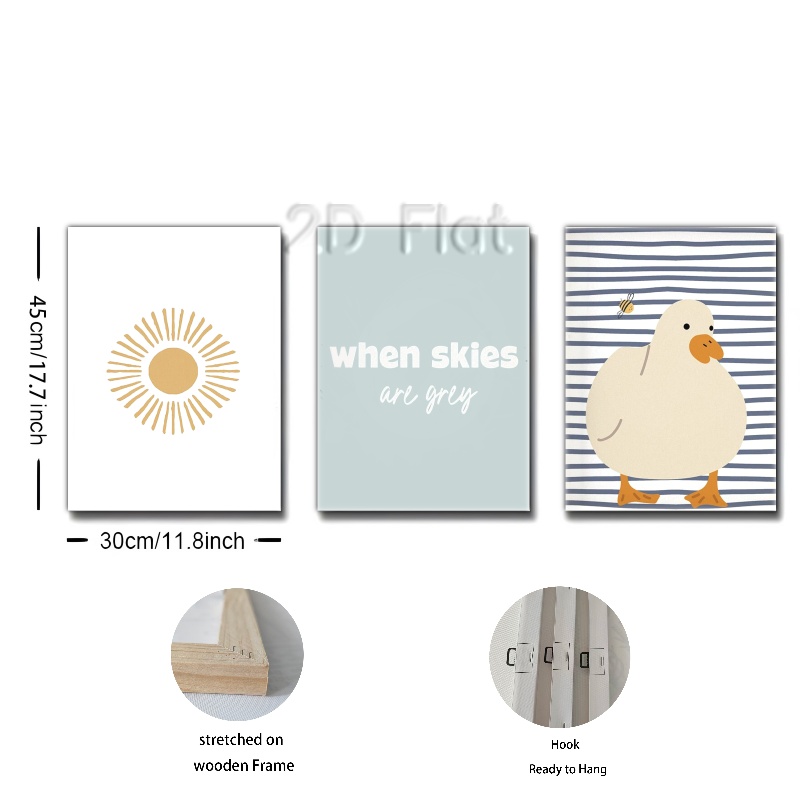 2D Flat
45cm/17.7inch
when skies
are grey
30cm/11.8inch
stretched on
wooden Frame
Hook
Ready to Hang